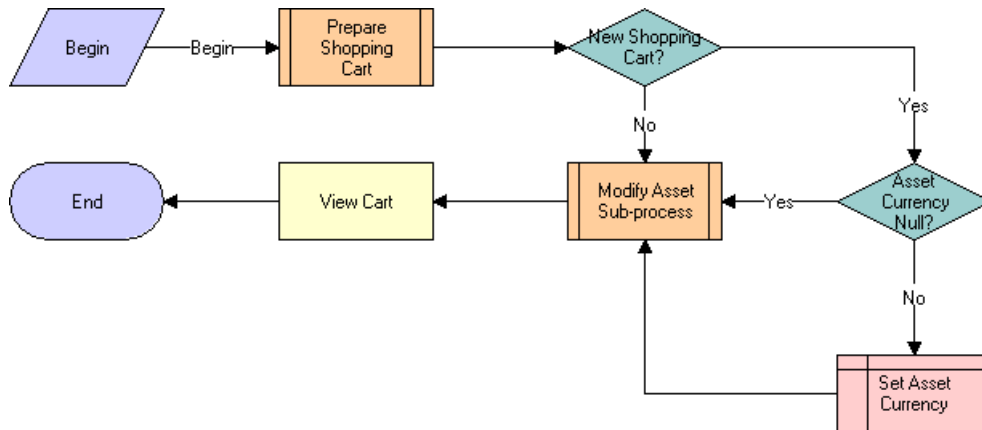 Begin
Begin
Prepare
Shopping
Cart
New Shopping
Cart?
Yes
No
End
View Cart
Modify Asset
Sub-process
Yes
Asset
Currency
Null?
No
Set Asset
Currency